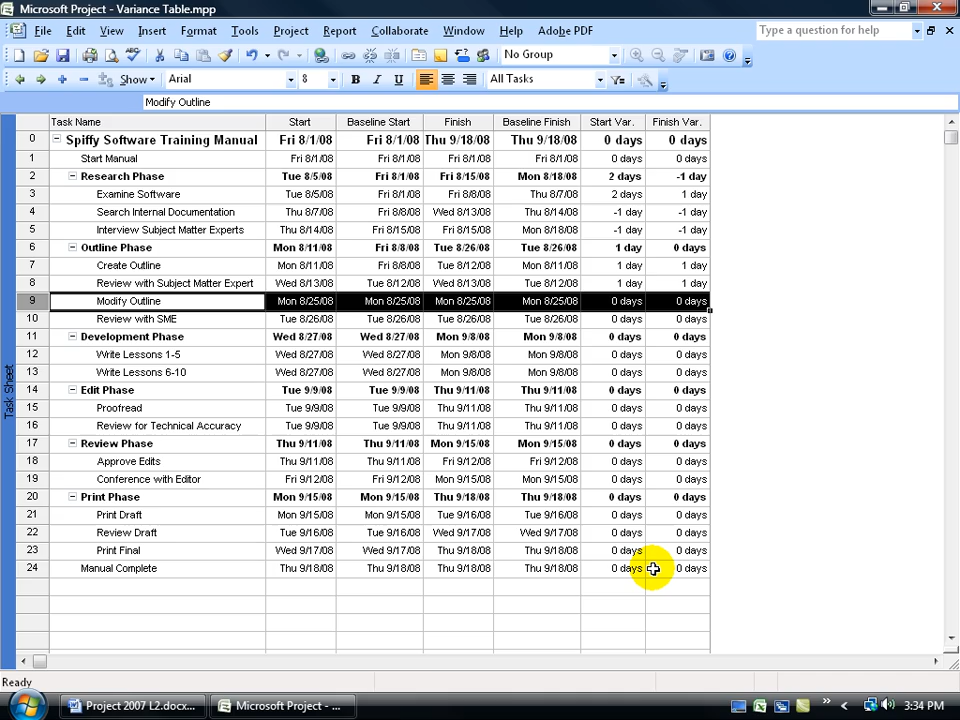 Microsoft Project - Variance Table.mpp
File Edit View Insert Format Tools Project Report Collaborate Window Help Adobe PDF Type a question for help
No Group
Show Arial 8 B I U All Tasks
Modify Outline
Task Name Start Baseline Start Finish Baseline Finish Start Var. Finish Var.
0 Spiffy Software Training Manual Fri 8/1/08 Fri 8/1/08 Thu 9/18/08 Thu 9/18/08 0 days 0 days
1 Start Manual Fri 8/1/08 Fri 8/1/08 Fri 8/1/08 Fri 8/1/08 0 days 0 days
2 Research Phase Tue 8/5/08 Fri 8/1/08 Fri 8/15/08 Mon 8/18/08 2 days -1 day
3 Examine Software Tue 8/5/08 Fri 8/1/08 Fri 8/8/08 Thu 8/7/08 2 days 1 day
4 Search Internal Documentation Thu 8/7/08 Fri 8/8/08 Wed 8/13/08 Thu 8/14/08 -1 day -1 day
5 Interview Subject Matter Experts Thu 8/14/08 Fri 8/15/08 Fri 8/15/08 Mon 8/18/08 -1 day -1 day
6 Outline Phase Mon 8/11/08 Fri 8/8/08 Tue 8/26/08 Tue 8/26/08 1 day 0 days
7 Create Outline Mon 8/11/08 Fri 8/8/08 Tue 8/12/08 Mon 8/11/08 1 day 1 day
8 Review with Subject Matter Expert Wed 8/13/08 Tue 8/12/08 Wed 8/13/08 Tue 8/12/08 1 day 1 day
9 Modify Outline Mon 8/25/08 Mon 8/25/08 Mon 8/25/08 Mon 8/25/08 0 days 0 days
10 Review with SME Tue 8/26/08 Tue 8/26/08 Tue 8/26/08 Tue 8/26/08 0 days 0 days
11 Development Phase Wed 8/27/08 Wed 8/27/08 Mon 9/8/08 Mon 9/8/08 0 days 0 days
12 Write Lessons 1-5 Wed 8/27/08 Wed 8/27/08 Mon 9/8/08 Mon 9/8/08 0 days 0 days
13 Write Lessons 6-10 Wed 8/27/08 Wed 8/27/08 Mon 9/8/08 Mon 9/8/08 0 days 0 days
14 Edit Phase Tue 9/9/08 Tue 9/9/08 Thu 9/11/08 Thu 9/11/08 0 days 0 days
15 Proofread Tue 9/9/08 Tue 9/9/08 Thu 9/11/08 Thu 9/11/08 0 days 0 days
16 Review for Technical Accuracy Tue 9/9/08 Tue 9/9/08 Thu 9/11/08 Thu 9/11/08 0 days 0 days
17 Review Phase Thu 9/11/08 Thu 9/11/08 Mon 9/15/08 Mon 9/15/08 0 days 0 days
18 Approve Edits Thu 9/11/08 Thu 9/11/08 Fri 9/12/08 Fri 9/12/08 0 days 0 days
19 Conference with Editor Fri 9/12/08 Fri 9/12/08 Mon 9/15/08 Mon 9/15/08 0 days 0 days
20 Print Phase Mon 9/15/08 Mon 9/15/08 Thu 9/18/08 Thu 9/18/08 0 days 0 days
21 Print Draft Mon 9/15/08 Mon 9/15/08 Tue 9/16/08 Tue 9/16/08 0 days 0 days
22 Review Draft Tue 9/16/08 Tue 9/16/08 Wed 9/17/08 Wed 9/17/08 0 days 0 days
23 Print Final Wed 9/17/08 Wed 9/17/08 Thu 9/18/08 Thu 9/18/08 0 days 0 days
24 Manual Complete Thu 9/18/08 Thu 9/18/08 Thu 9/18/08 Thu 9/18/08 0 days 0 days
Task Sheet
Ready
Project 2007 L2.docx... Microsoft Project - ... 3:34 PM